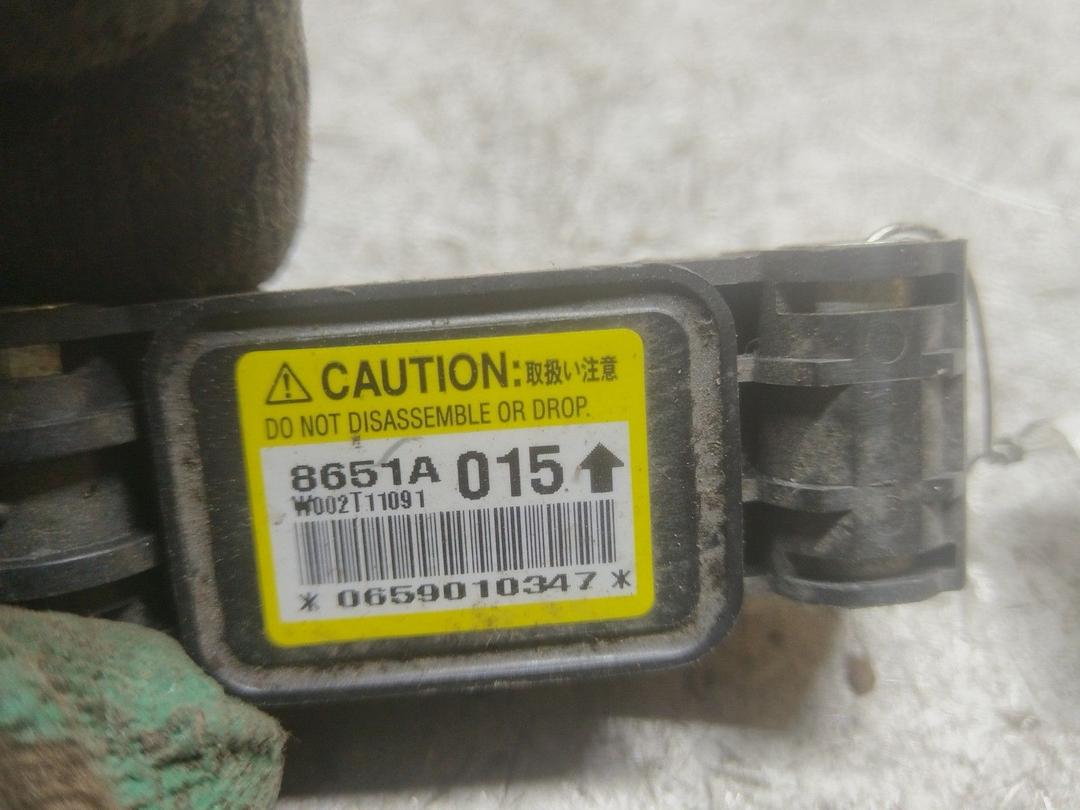 CAUTION:取扱い注意
DO NOT DISASSEMBLE OR DROP.
8651A 015
W002T11091
* 0659010347 *